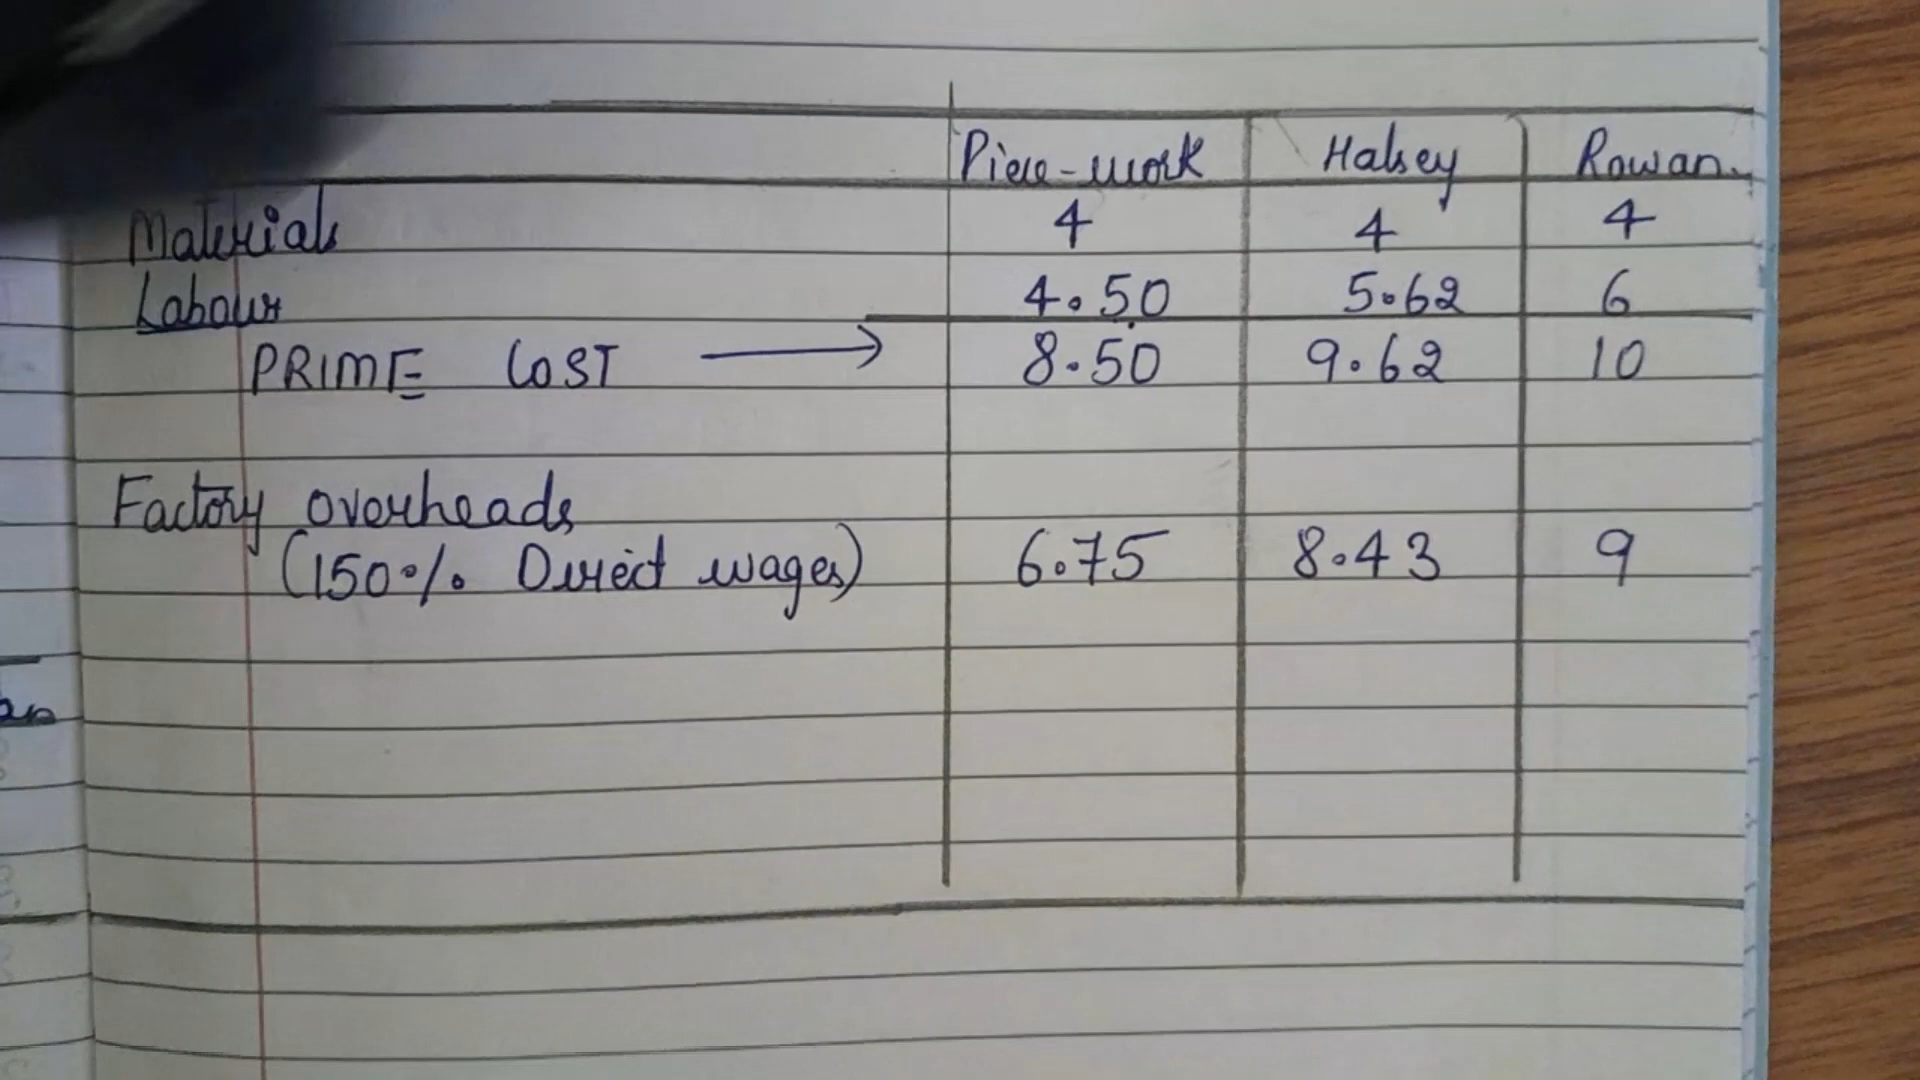 Piece-work Halsey Rowan.
Materials 4 4 4
Labour 4.50 5.62 6
PRIME COST → 8.50 9.62 10
Factory overheads
(150% Direct wages) 6.75 8.43 9